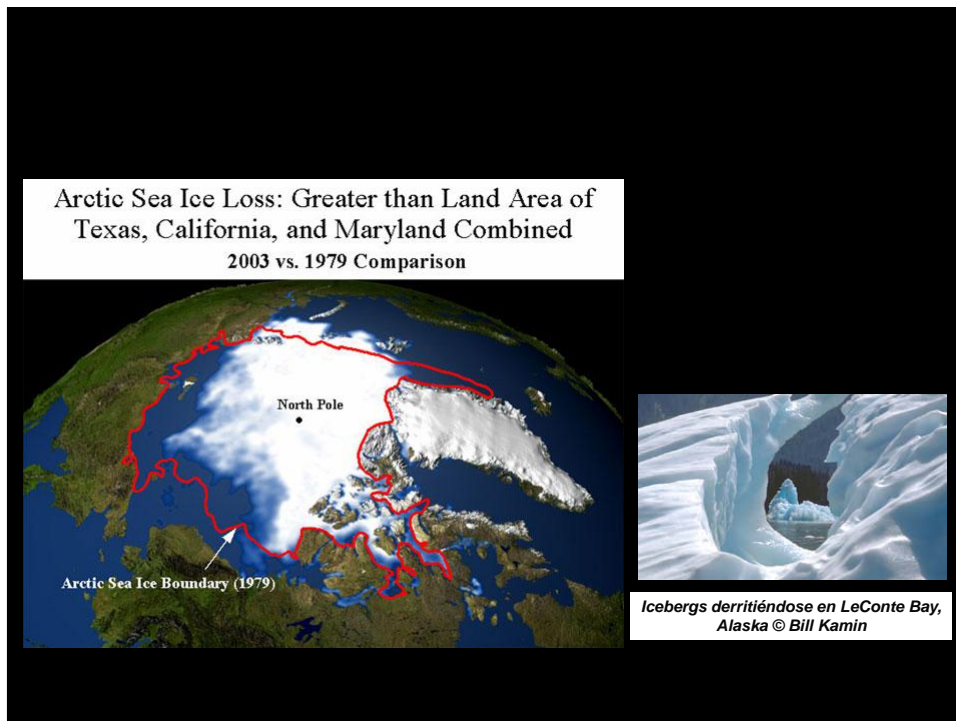 Arctic Sea Ice Loss: Greater than Land Area of
Texas, California, and Maryland Combined
2003 vs. 1979 Comparison
North Pole
Arctic Sea Ice Boundary (1979)
Icebergs derritiéndose en LeConte Bay,
Alaska © Bill Kamin